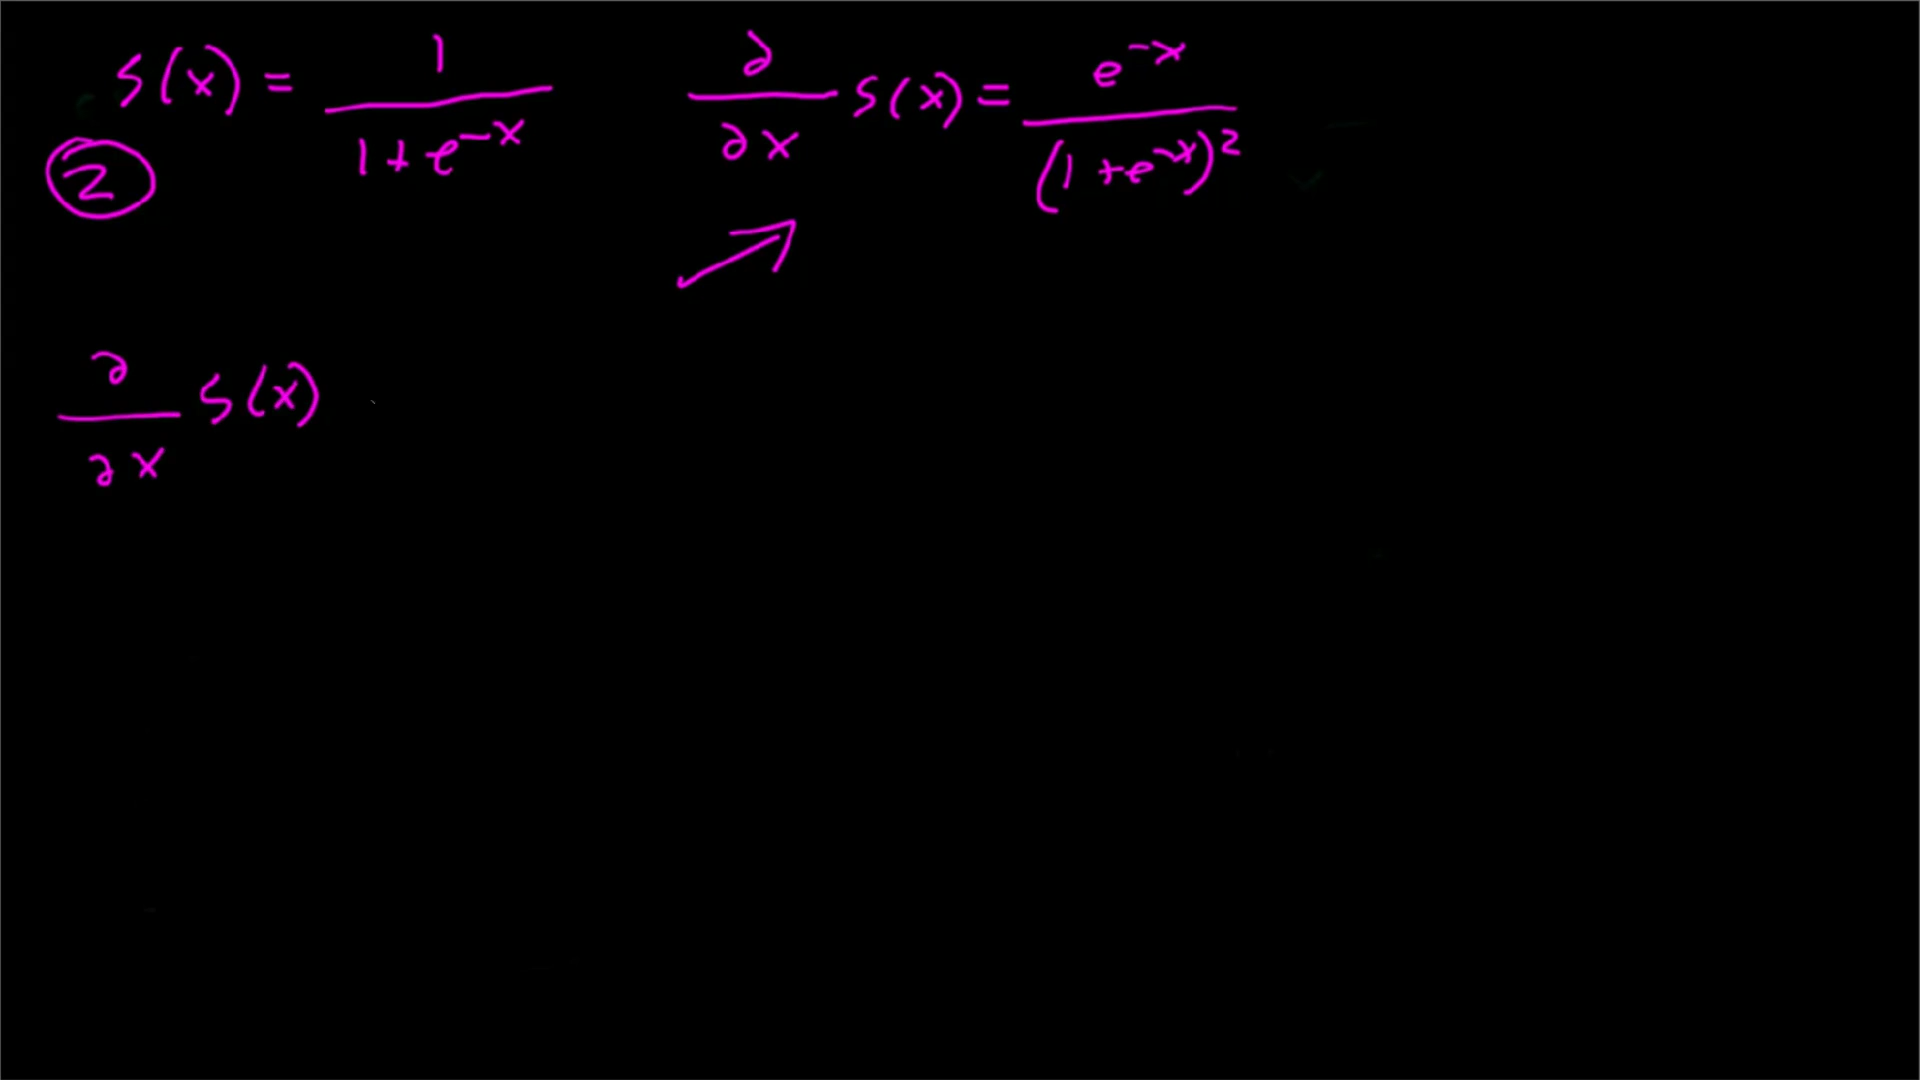 S(x) = 1 / (1 + e^{-x})    ∂/∂x S(x) = e^{-x} / (1 + e^{-x})^2
②
∂/∂x S(x)